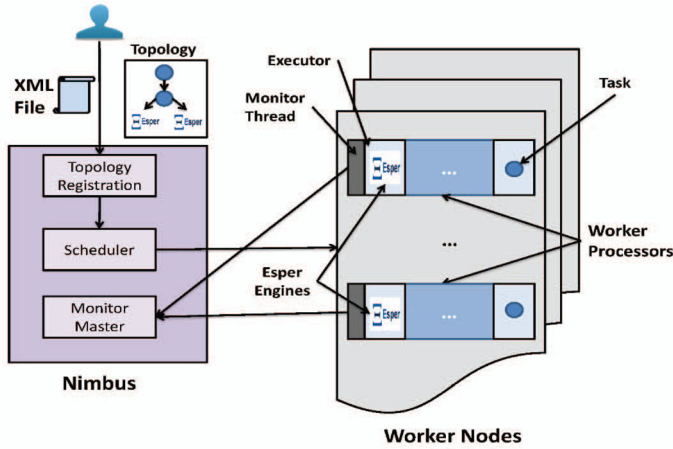 Topology
XML
File
Esper
Esper
Executor
Monitor
Thread
Task
Topology
Registration
Scheduler
Monitor
Master
Nimbus
Esper
...
...
Esper
Engines
Worker
Processors
Esper
...
Worker Nodes